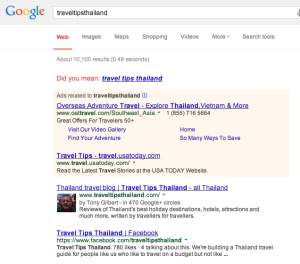 Google
traveltipsthailand
Web Images Maps Shopping Videos More Search tools
About 10,100 results (0.48 seconds)
Did you mean: travel tips thailand
Ads related to traveltipsthailand
Overseas Adventure Travel - Explore Thailand,Vietnam & More
www.oattravel.com/Southeast_Asia 1 (855) 716 5664
Great Offers For Travelers 50+
Visit Our Video Gallery Home
Find Your Adventure So Many Ways To Save
Travel Tips - travel.usatoday.com
www.travel.usatoday.com/
Read the Latest Travel Stories at the USA TODAY Website.
Thailand travel blog | Travel Tips Thailand - all Thailand
www.traveltipsthailand.com/
by Tony Gilbert - in 470 Google+ circles
Reviews of Thailand's best holiday destinations, hotels, attractions and
much more, written by travellers for travellers.
Travel Tips Thailand | Facebook
https://www.facebook.com/traveltipsthailand
Travel Tips Thailand. 780 likes · 4 talking about this. We're building a Thailand travel
guide for people like us who like to travel on a budget but not like ...